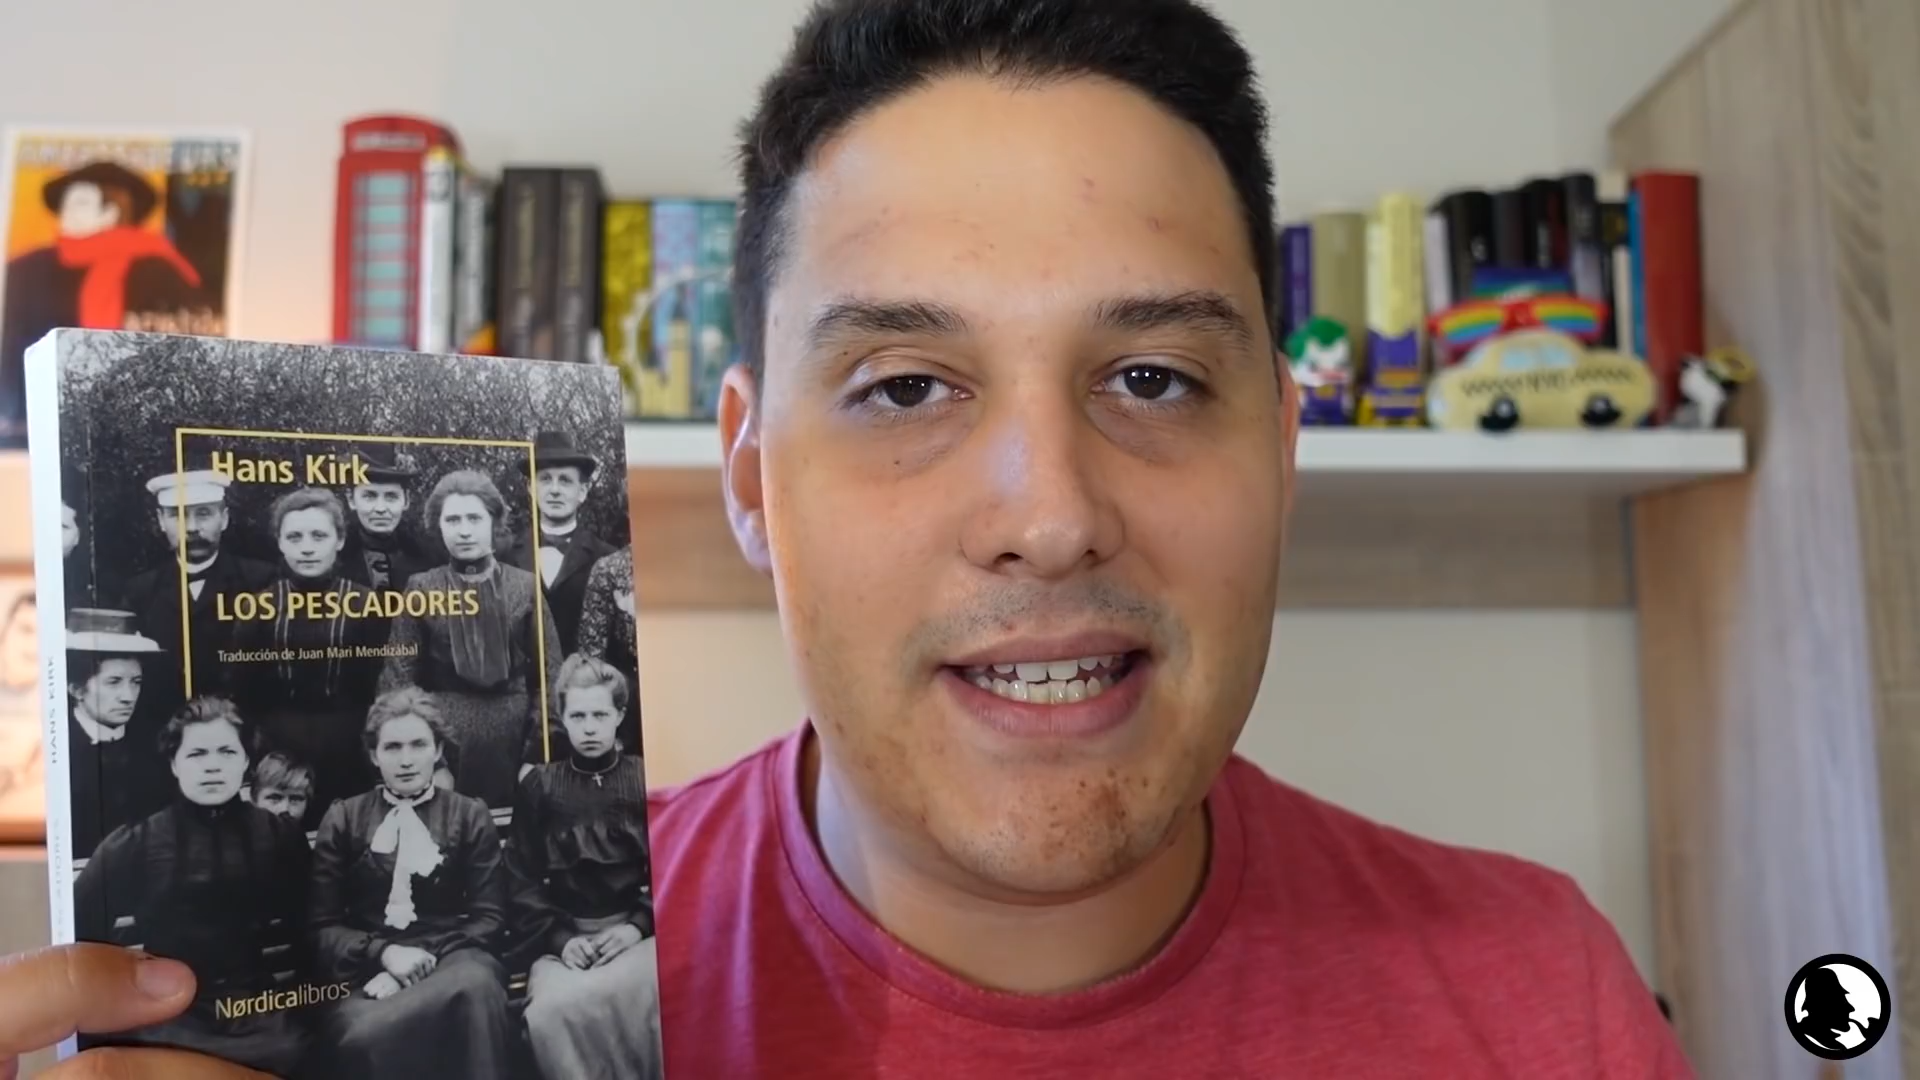 Hans Kirk
LOS PESCADORES
Traducción de Juan Mari Mendizábal
Nørdicalibros
HANS KIRK